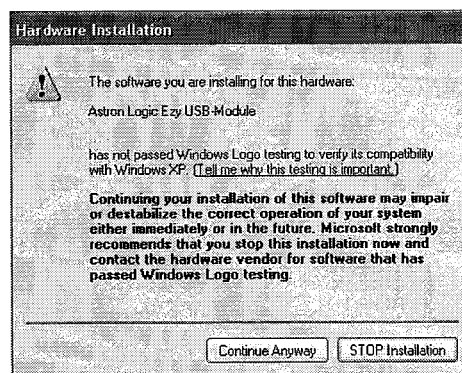 Hardware Installation
The software you are installing for this hardware:
Astron Logic Ezy USB-Module
has not passed Windows Logo testing to verify its compatibility
with Windows XP. (Tell me why this testing is important.)
Continuing your installation of this software may impair
or destabilize the correct operation of your system
either immediately or in the future. Microsoft strongly
recommends that you stop this installation now and
contact the hardware vendor for software that has
passed Windows Logo testing.
Continue Anyway
STOP Installation